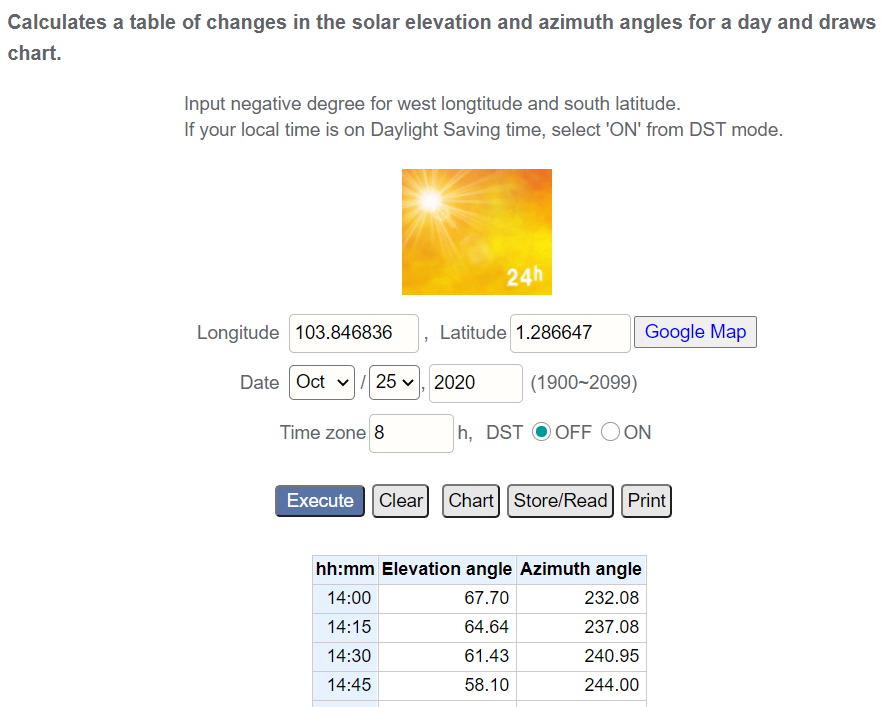 Calculates a table of changes in the solar elevation and azimuth angles for a day and draws
chart.
Input negative degree for west longtitude and south latitude.
If your local time is on Daylight Saving time, select 'ON' from DST mode.
24h
Longitude 103.846836 , Latitude 1.286647 Google Map
Date Oct / 25 , 2020 (1900~2099)
Time zone 8 h, DST OFF ON
Execute Clear Chart Store/Read Print
hh:mm Elevation angle Azimuth angle
14:00 67.70 232.08
14:15 64.64 237.08
14:30 61.43 240.95
14:45 58.10 244.00